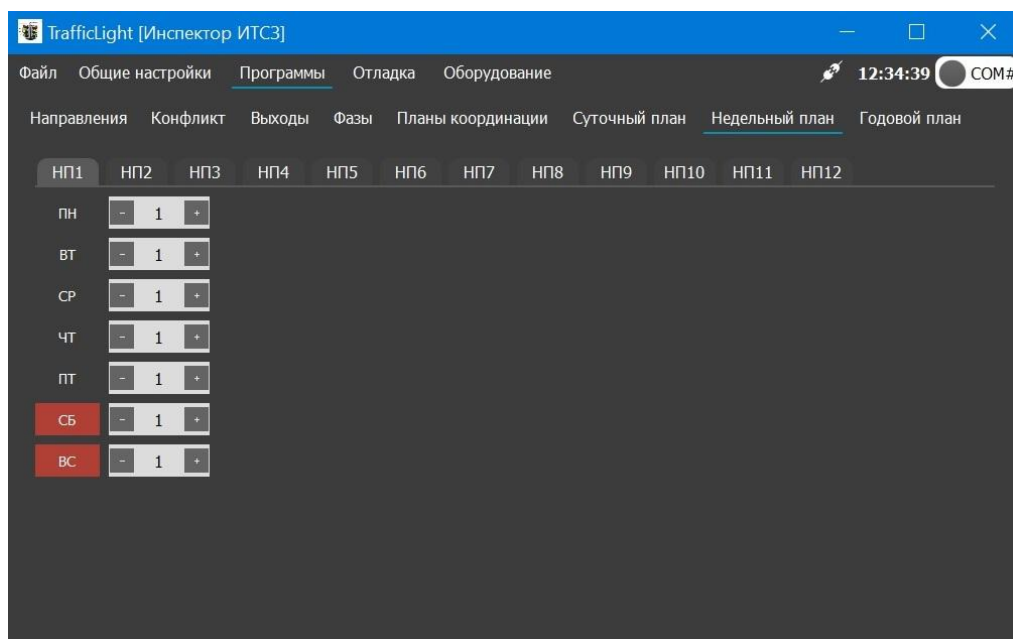 TrafficLight [Инспектор ИТСЗ]
Файл Общие настройки Программы Отладка Оборудование 12:34:39 COM#
Направления Конфликт Выходы Фазы Планы координации Суточный план Недельный план Годовой план
НП1 НП2 НП3 НП4 НП5 НП6 НП7 НП8 НП9 НП10 НП11 НП12
ПН - 1 +
ВТ - 1 +
СР - 1 +
ЧТ - 1 +
ПТ - 1 +
СБ - 1 +
ВС - 1 +